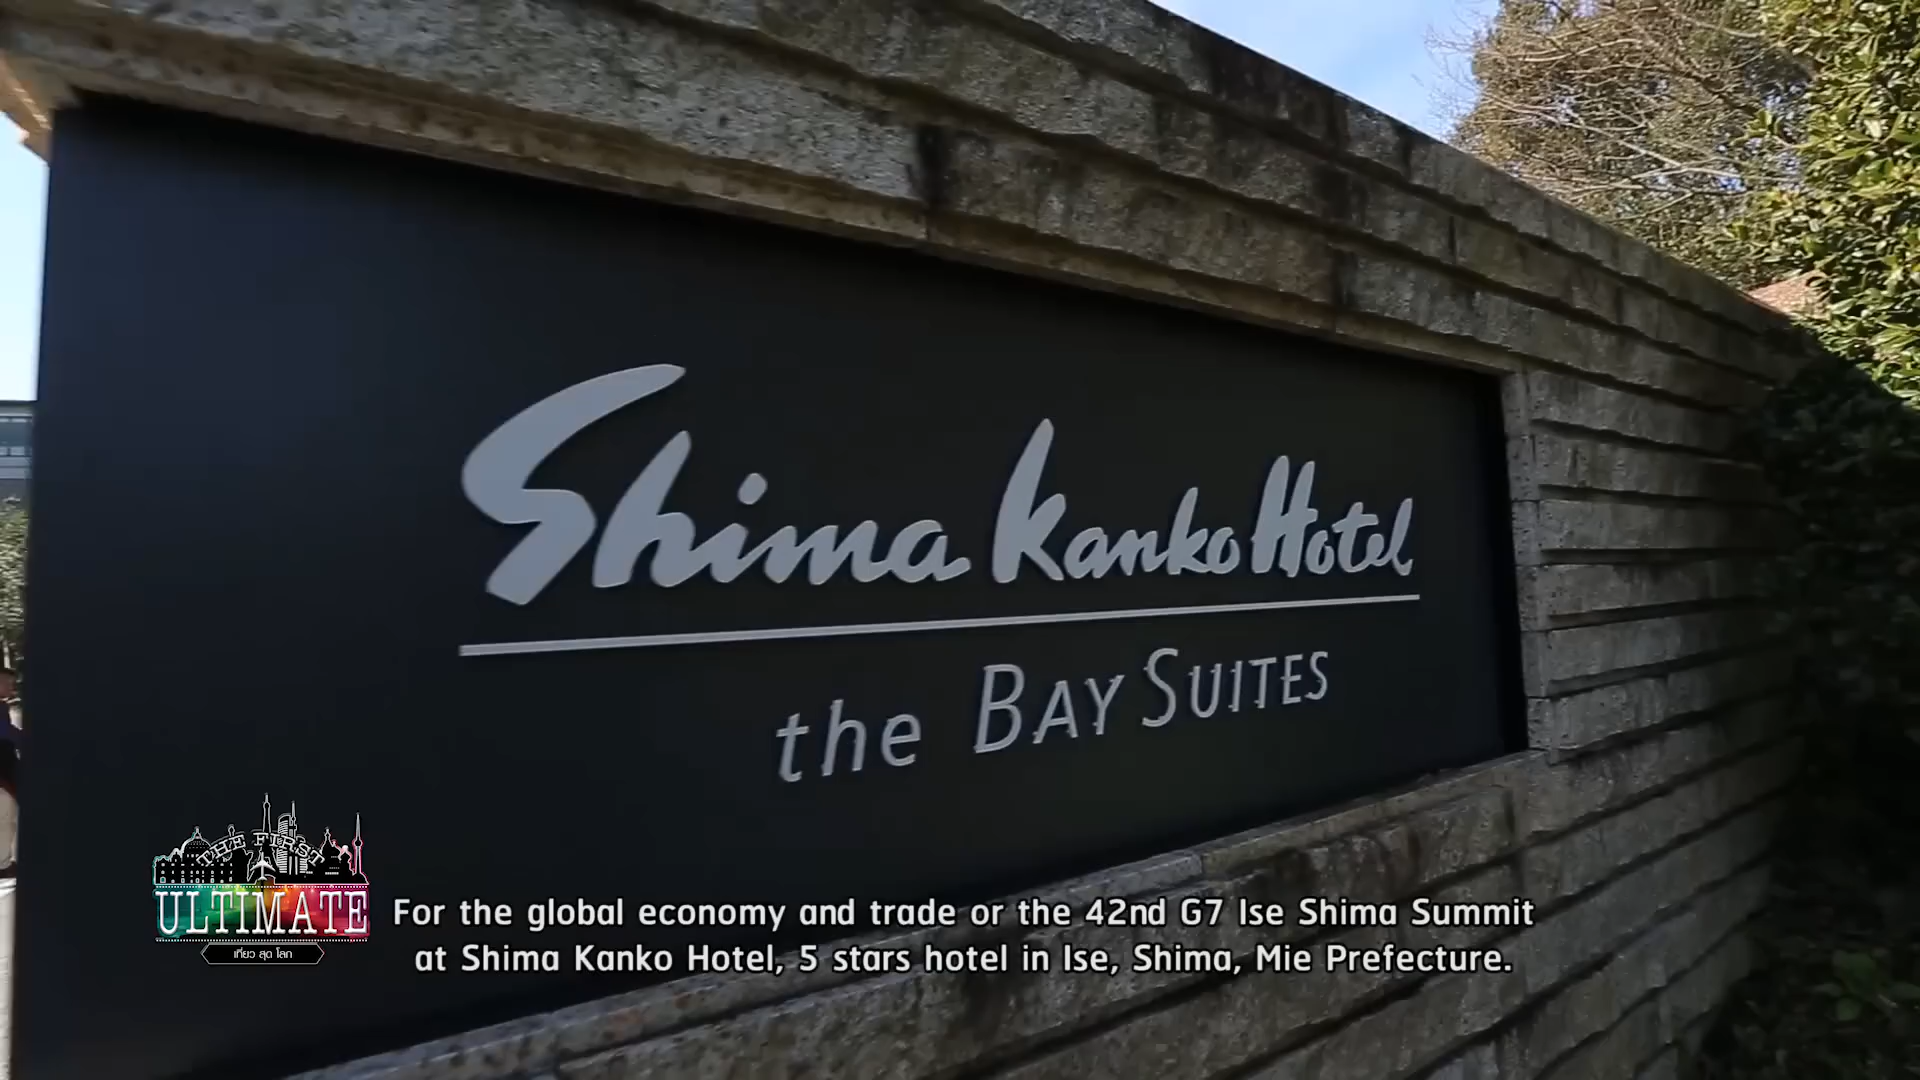 Shima Kanko Hotel
the BAY SUITES
THE FIRST
ULTIMATE
เที่ยว สุด โลก
For the global economy and trade or the 42nd G7 Ise Shima Summit
at Shima Kanko Hotel, 5 stars hotel in Ise, Shima, Mie Prefecture.